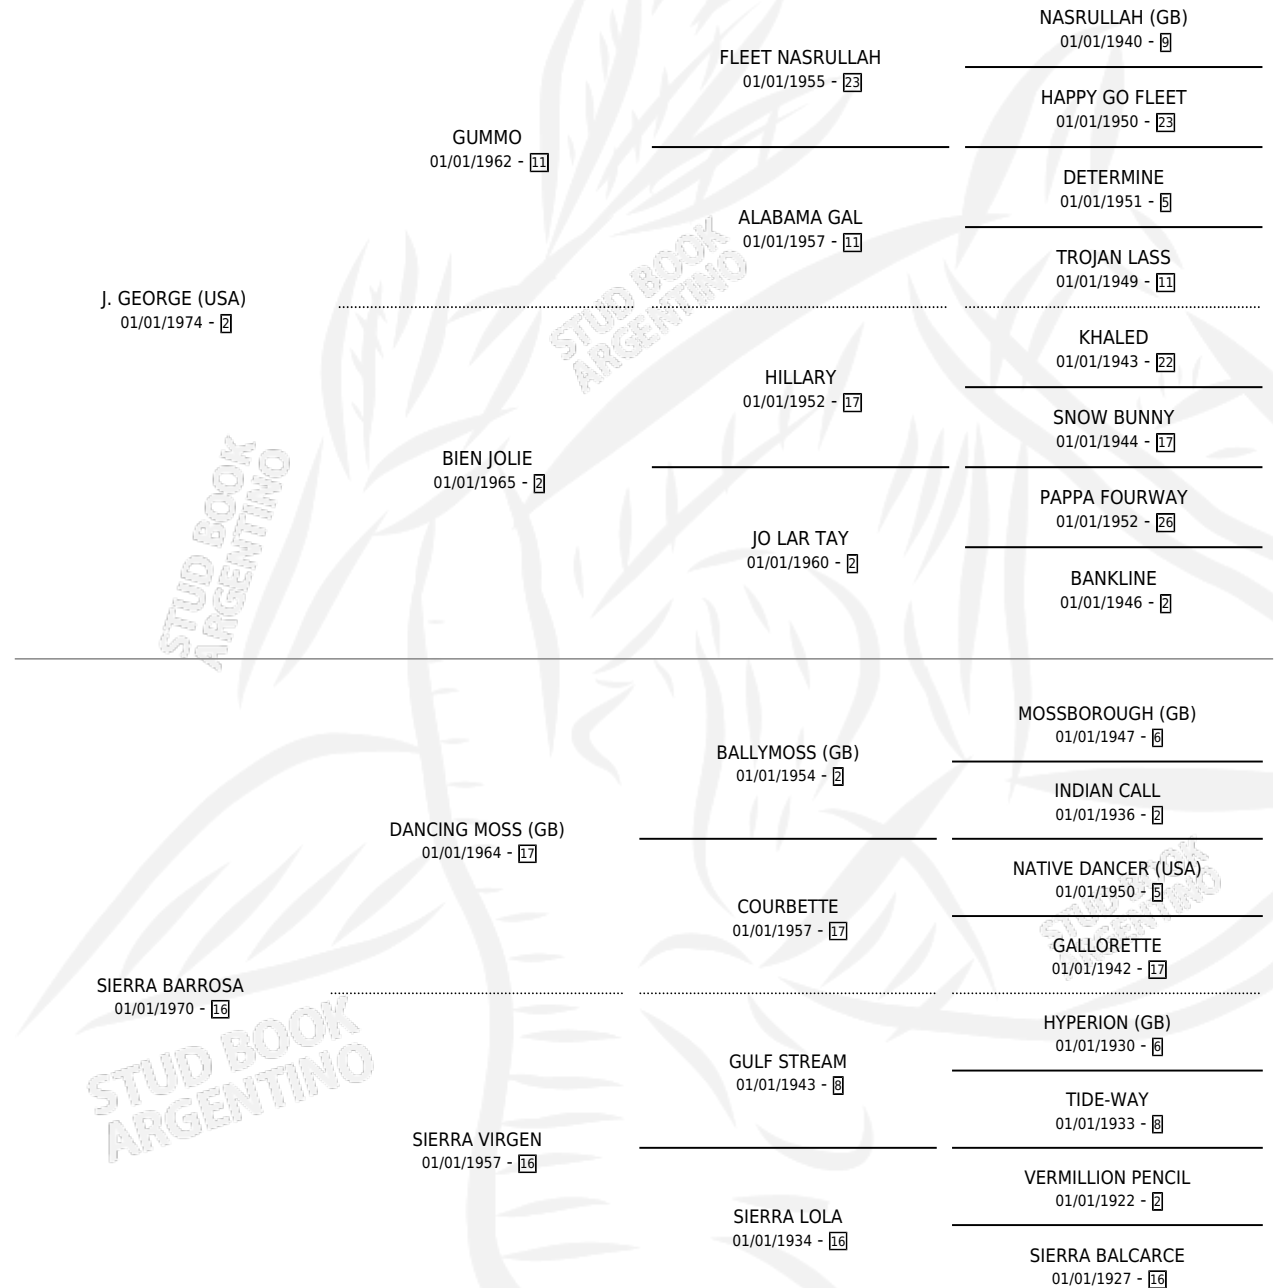 NASRULLAH (GB)
01/01/1940 - 9
FLEET NASRULLAH
01/01/1955 - 23
HAPPY GO FLEET
01/01/1950 - 23
GUMMO
01/01/1962 - 11
DETERMINE
01/01/1951 - 5
ALABAMA GAL
01/01/1957 - 11
TROJAN LASS
01/01/1949 - 11
J. GEORGE (USA)
01/01/1974 - 2
KHALED
01/01/1943 - 22
HILLARY
01/01/1952 - 17
SNOW BUNNY
01/01/1944 - 17
BIEN JOLIE
01/01/1965 - 2
PAPPA FOURWAY
01/01/1952 - 26
JO LAR TAY
01/01/1960 - 2
BANKLINE
01/01/1946 - 2
MOSSBOROUGH (GB)
01/01/1947 - 6
BALLYMOSS (GB)
01/01/1954 - 2
INDIAN CALL
01/01/1936 - 2
DANCING MOSS (GB)
01/01/1964 - 17
NATIVE DANCER (USA)
01/01/1950 - 5
COURBETTE
01/01/1957 - 17
GALLORETTE
01/01/1942 - 17
SIERRA BARROSA
01/01/1970 - 16
HYPERION (GB)
01/01/1930 - 6
GULF STREAM
01/01/1943 - 8
TIDE-WAY
01/01/1933 - 8
SIERRA VIRGEN
01/01/1957 - 16
VERMILLION PENCIL
01/01/1922 - 2
SIERRA LOLA
01/01/1934 - 16
SIERRA BALCARCE
01/01/1927 - 16
STUD BOOK
ARGENTINO
STUD BOOK
ARGENTINO
STUD BOOK
ARGENTINO
STUD BOOK
ARGENTINO